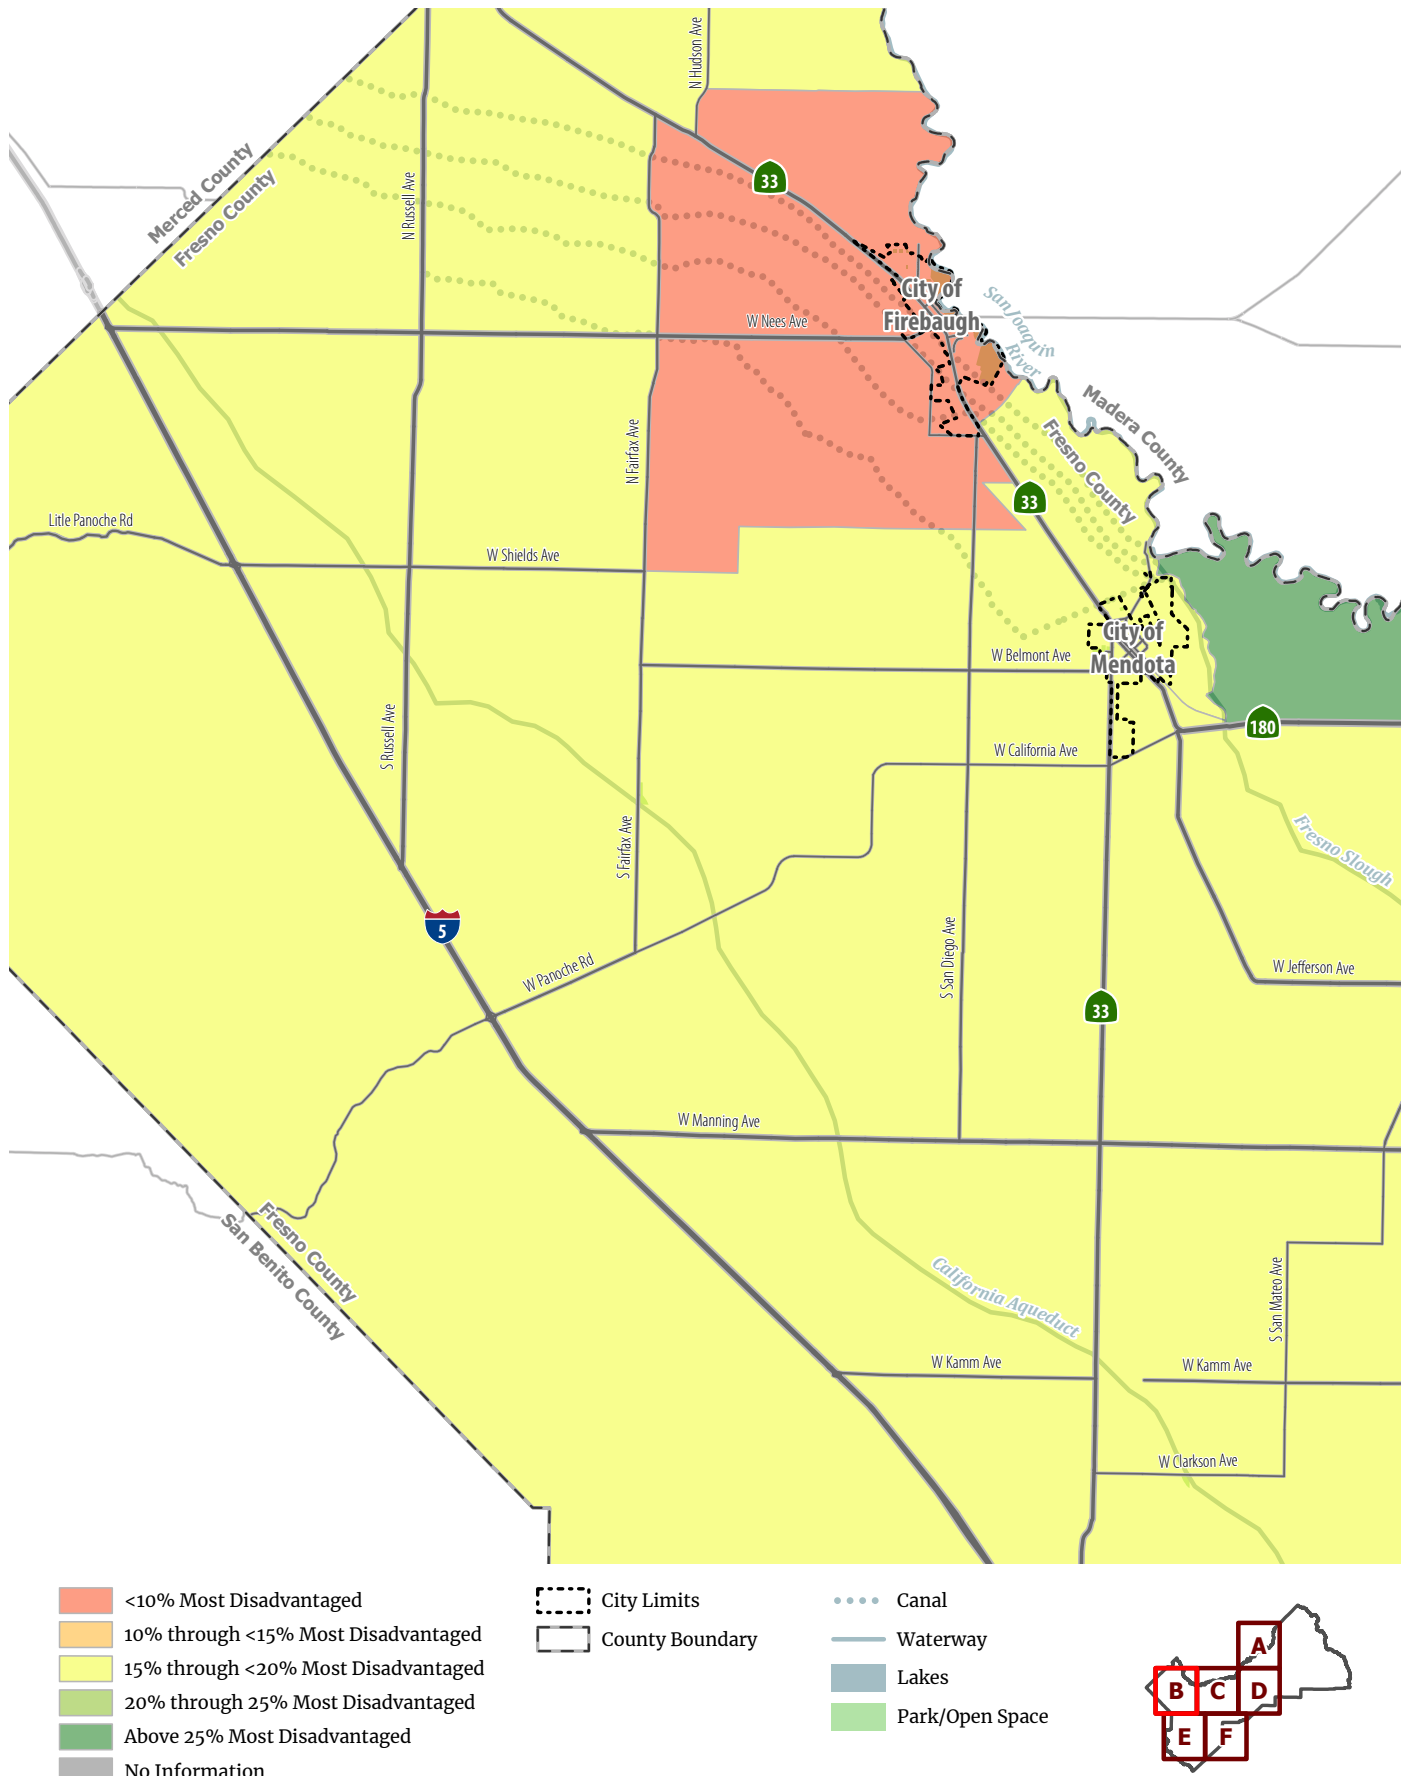 N Hudson Ave
33
Merced County
Fresno County
N Russell Ave
City of
Firebaugh
San Joaquin
River
W Nees Ave
Madera County
Fresno County
N Fairfax Ave
33
Litle Panoche Rd
W Shields Ave
City of
Mendota
W Belmont Ave
180
S Russell Ave
W California Ave
S Fairfax Ave
Fresno Slough
5
S San Diego Ave
W Panoche Rd
W Jefferson Ave
33
W Manning Ave
Fresno County
San Benito County
California Aqueduct
S San Mateo Ave
W Kamm Ave
W Kamm Ave
W Clarkson Ave
<10% Most Disadvantaged
10% through <15% Most Disadvantaged
15% through <20% Most Disadvantaged
20% through 25% Most Disadvantaged
Above 25% Most Disadvantaged
No Information
City Limits
County Boundary
Canal
Waterway
Lakes
Park/Open Space
A
B C D
E F